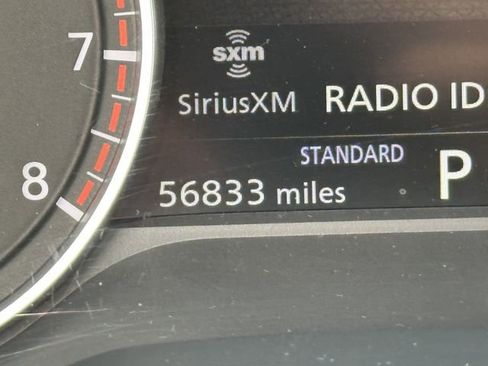 7
sxm
SiriusXM RADIO ID
STANDARD
8 56833 miles P